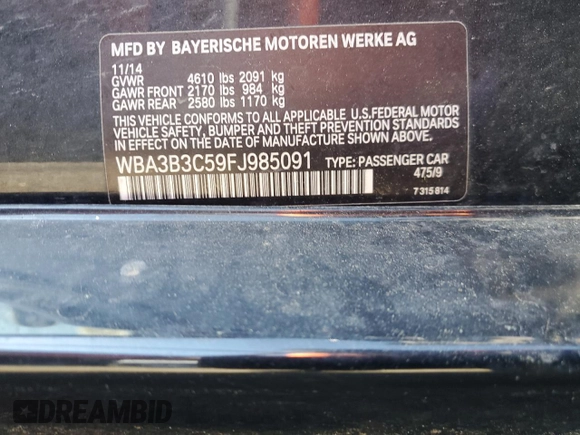 MFD BY BAYERISCHE MOTOREN WERKE AG
11/14
GVWR 4610 lbs 2091 kg
GAWR FRONT 2170 lbs 984 kg
GAWR REAR 2580 lbs 1170 kg
THIS VEHICLE CONFORMS TO ALL APPLICABLE U.S.FEDERAL MOTOR
VEHICLE SAFETY, BUMPER AND THEFT PREVENTION STANDARDS
IN EFFECT ON THE DATE OF MANUFACTURE SHOWN ABOVE.
WBA3B3C59FJ985091 TYPE: PASSENGER CAR
475/9
7 315 814
DREAMBID